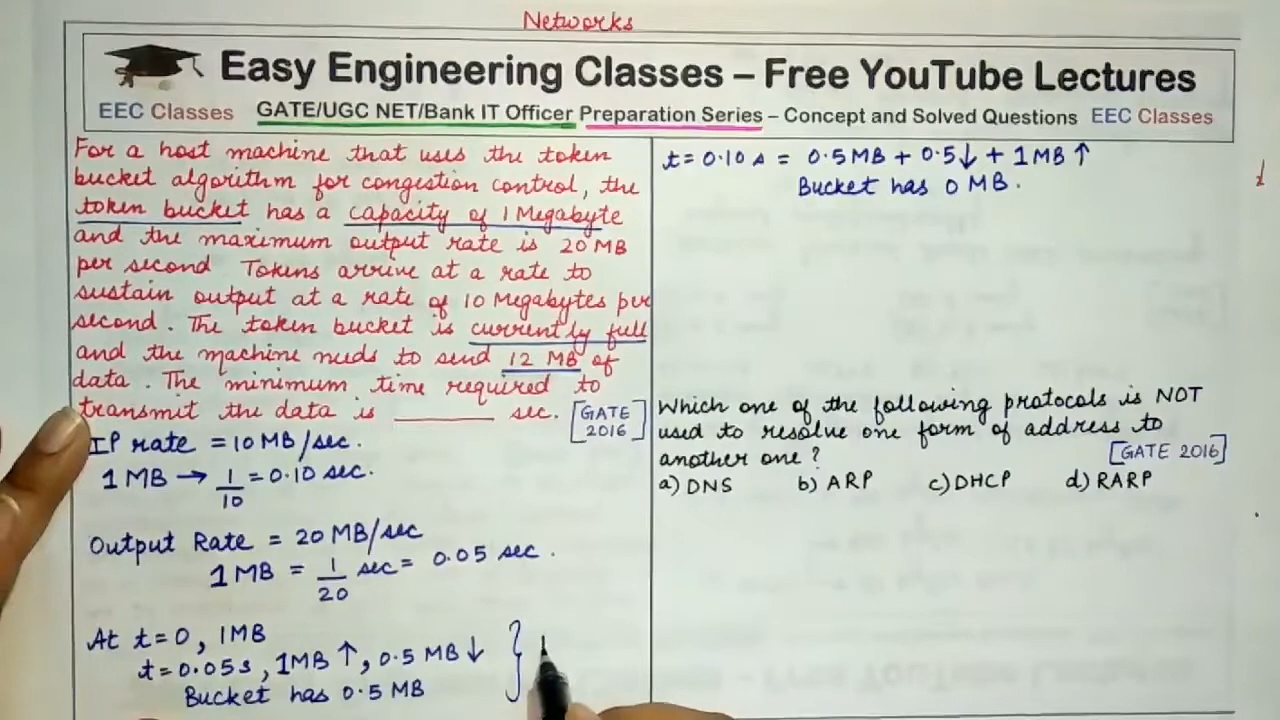 Networks
Easy Engineering Classes – Free YouTube Lectures
EEC Classes GATE/UGC NET/Bank IT Officer Preparation Series – Concept and Solved Questions EEC Classes
For a host machine that uses the token
bucket algorithm for congestion control, the
token bucket has a capacity of 1 Megabyte
and the maximum output rate is 20 MB
per second Tokens arrive at a rate to
sustain output at a rate of 10 Megabytes per
second. The token bucket is currently full
and the machine needs to send 12 MB of
data. The minimum time required to
transmit the data is ______ sec. [GATE 2016]
IP rate = 10 MB/sec.
1 MB → 1/10 = 0.10 sec.
Output Rate = 20 MB/sec
1 MB = 1/20 sec = 0.05 sec.
At t=0, 1MB
t=0.05s, 1MB ↑, 0.5 MB ↓
Bucket has 0.5 MB
t=0.10 s = 0.5MB + 0.5↓ + 1MB ↑
Bucket has 0 MB.
Which one of the following protocols is NOT
used to resolve one form of address to
another one? [GATE 2016]
a) DNS b) ARP c) DHCP d) RARP